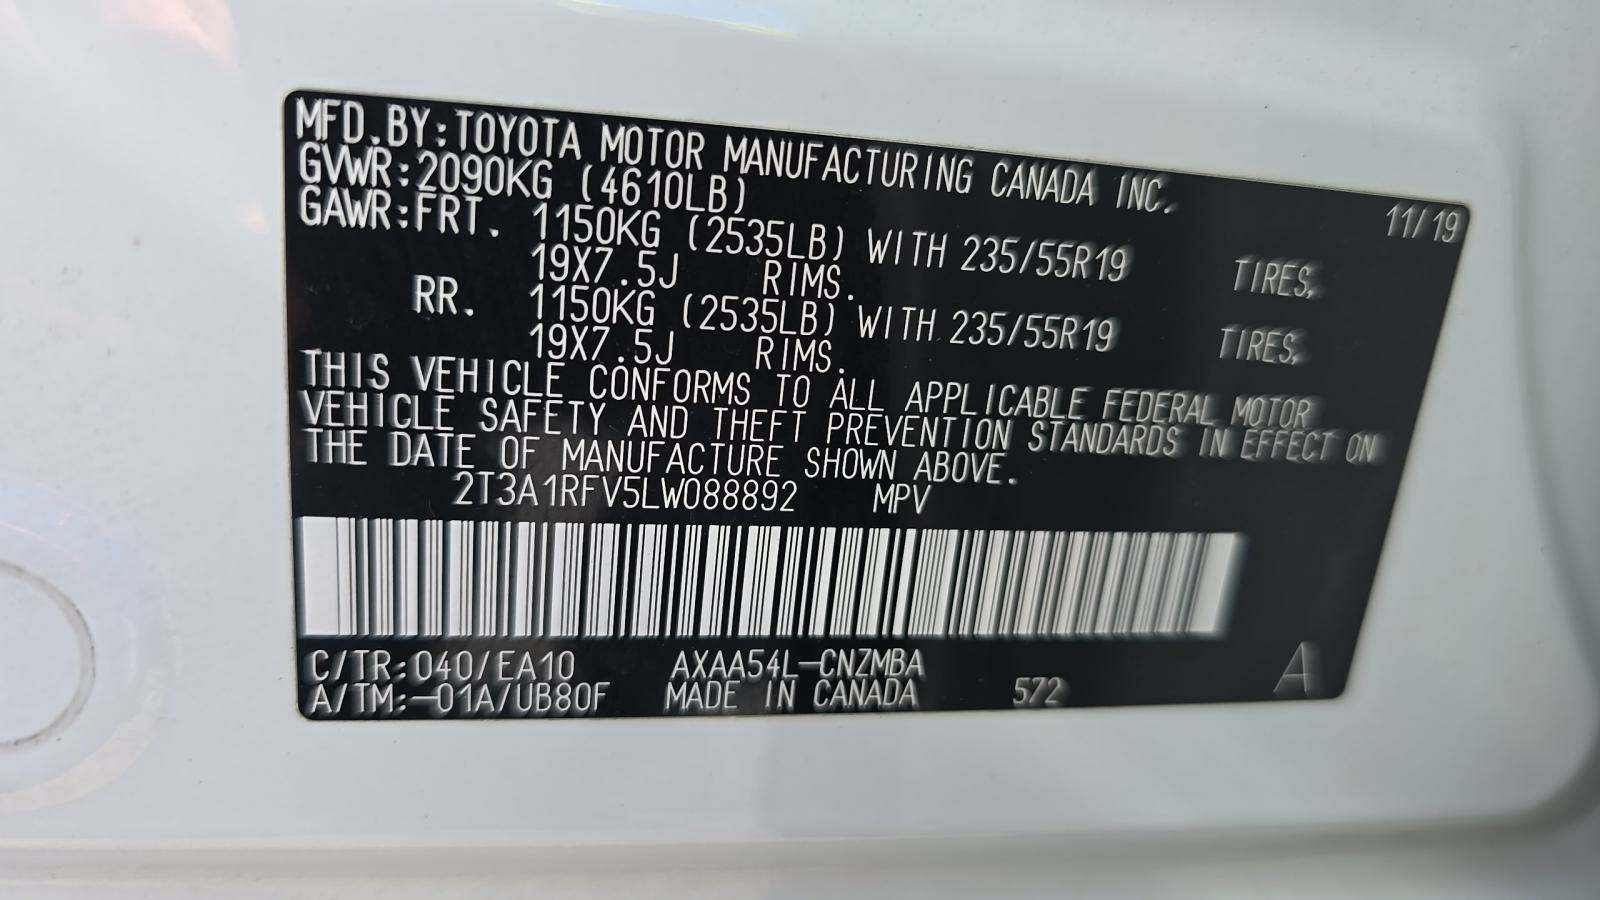 MFD.BY:TOYOTA MOTOR MANUFACTURING CANADA INC. 11/19
GVWR:2090KG (4610LB)
GAWR:FRT. 1150KG (2535LB) WITH 235/55R19 TIRES,
19X7.5J RIMS.
RR. 1150KG (2535LB) WITH 235/55R19 TIRES,
19X7.5J RIMS.
THIS VEHICLE CONFORMS TO ALL APPLICABLE FEDERAL MOTOR
VEHICLE SAFETY AND THEFT PREVENTION STANDARDS IN EFFECT ON
THE DATE OF MANUFACTURE SHOWN ABOVE.
2T3A1RFV5LW088892 MPV
C/TR:040/EA10 AXAA54L-CNZMBA
A/TM:-01A/UB80F MADE IN CANADA 572 A